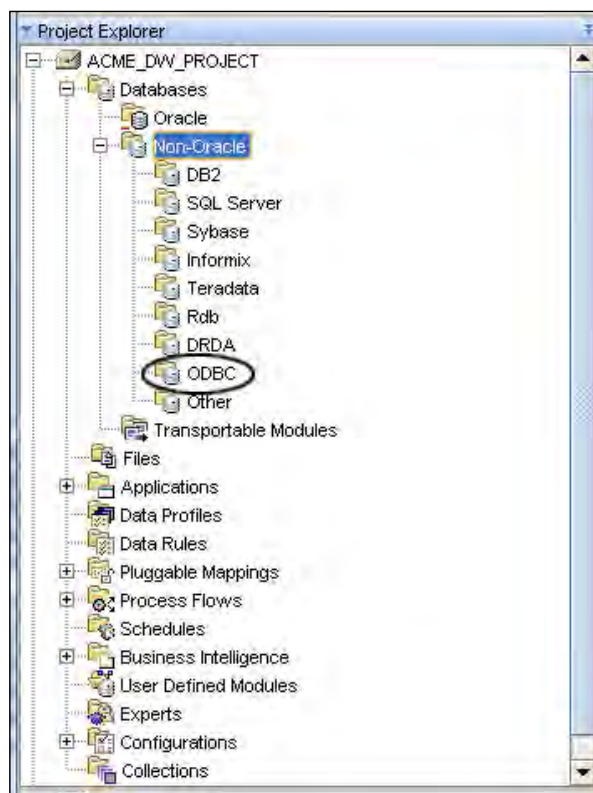 Project Explorer
ACME_DW_PROJECT
Databases
Oracle
Non-Oracle
DB2
SQL Server
Sybase
Informix
Teradata
Rdb
DRDA
ODBC
Other
Transportable Modules
Files
Applications
Data Profiles
Data Rules
Pluggable Mappings
Process Flows
Schedules
Business Intelligence
User Defined Modules
Experts
Configurations
Collections